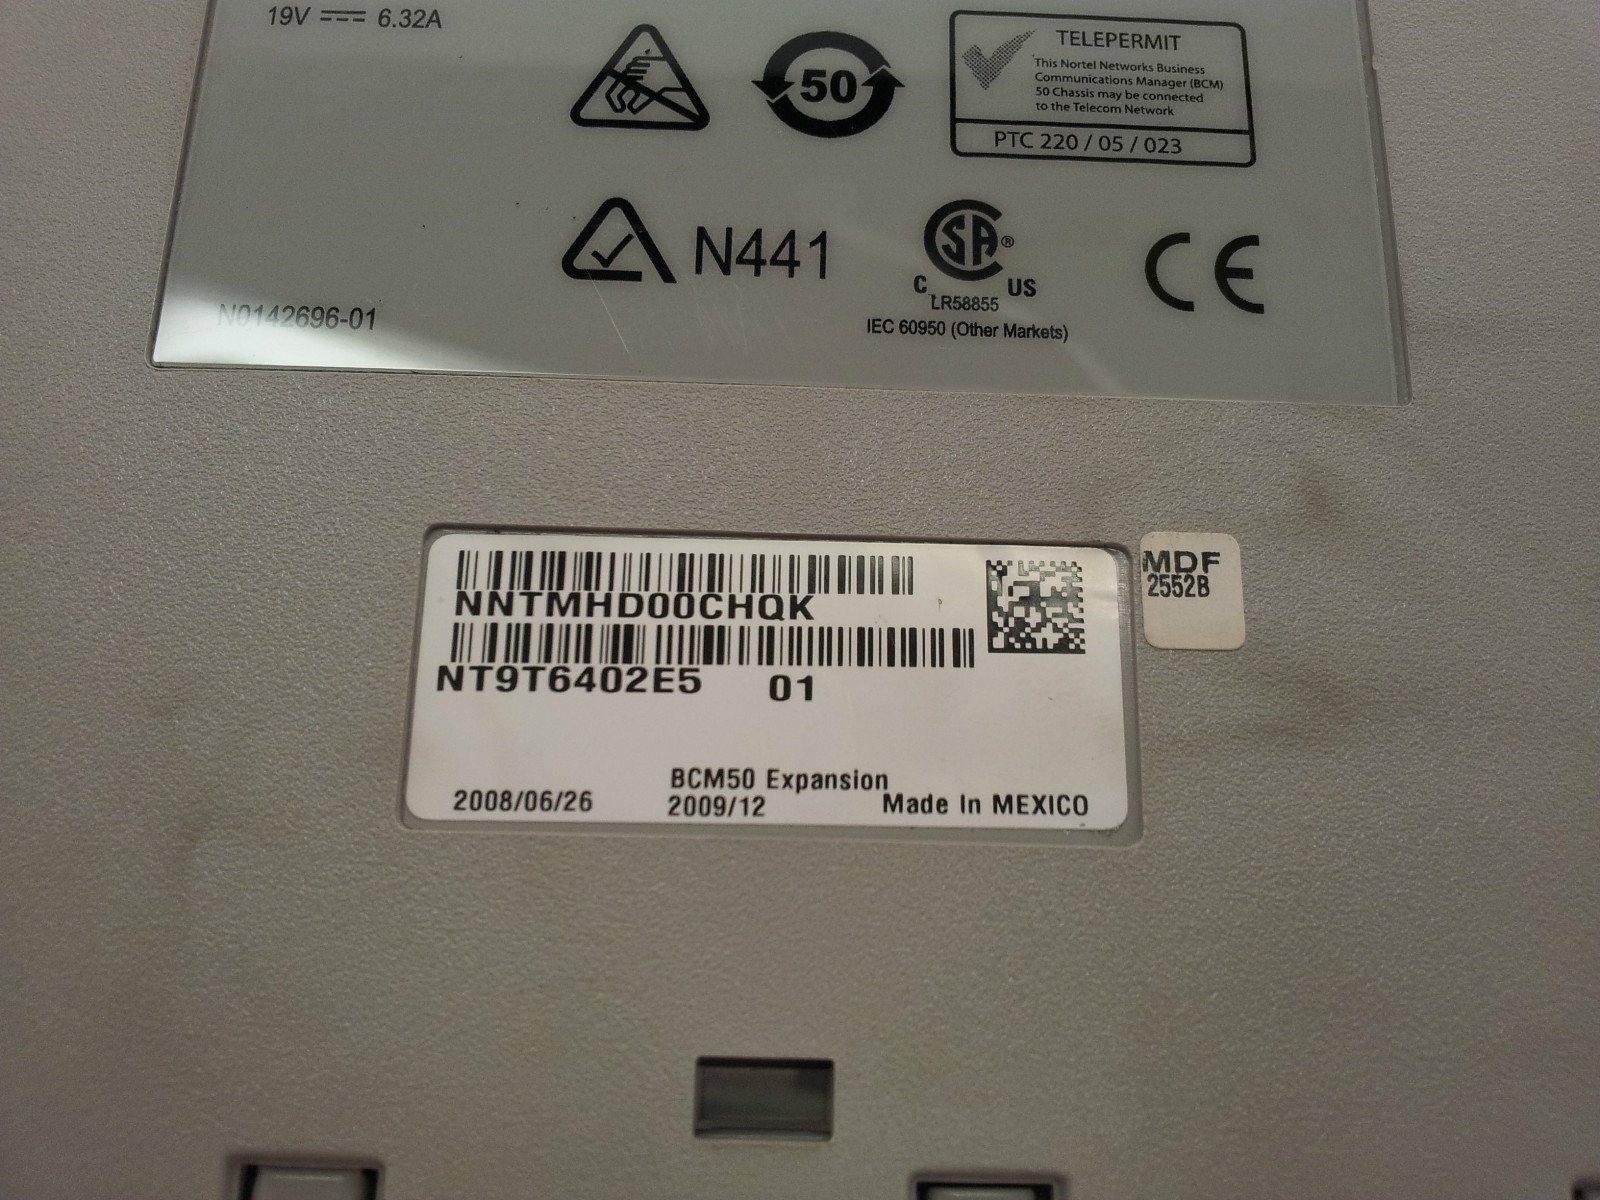 19V ⎓ 6.32A
50
TELEPERMIT
This Nortel Networks Business
Communications Manager (BCM)
50 Chassis may be connected
to the Telecom Network
PTC 220 / 05 / 023
N441
SA®
C US
LR58855
IEC 60950 (Other Markets)
CE
N0142696-01
NNTMHD00CHQK
NT9T6402E5 01
BCM50 Expansion
2008/06/26 2009/12 Made In MEXICO
MDF
2552B